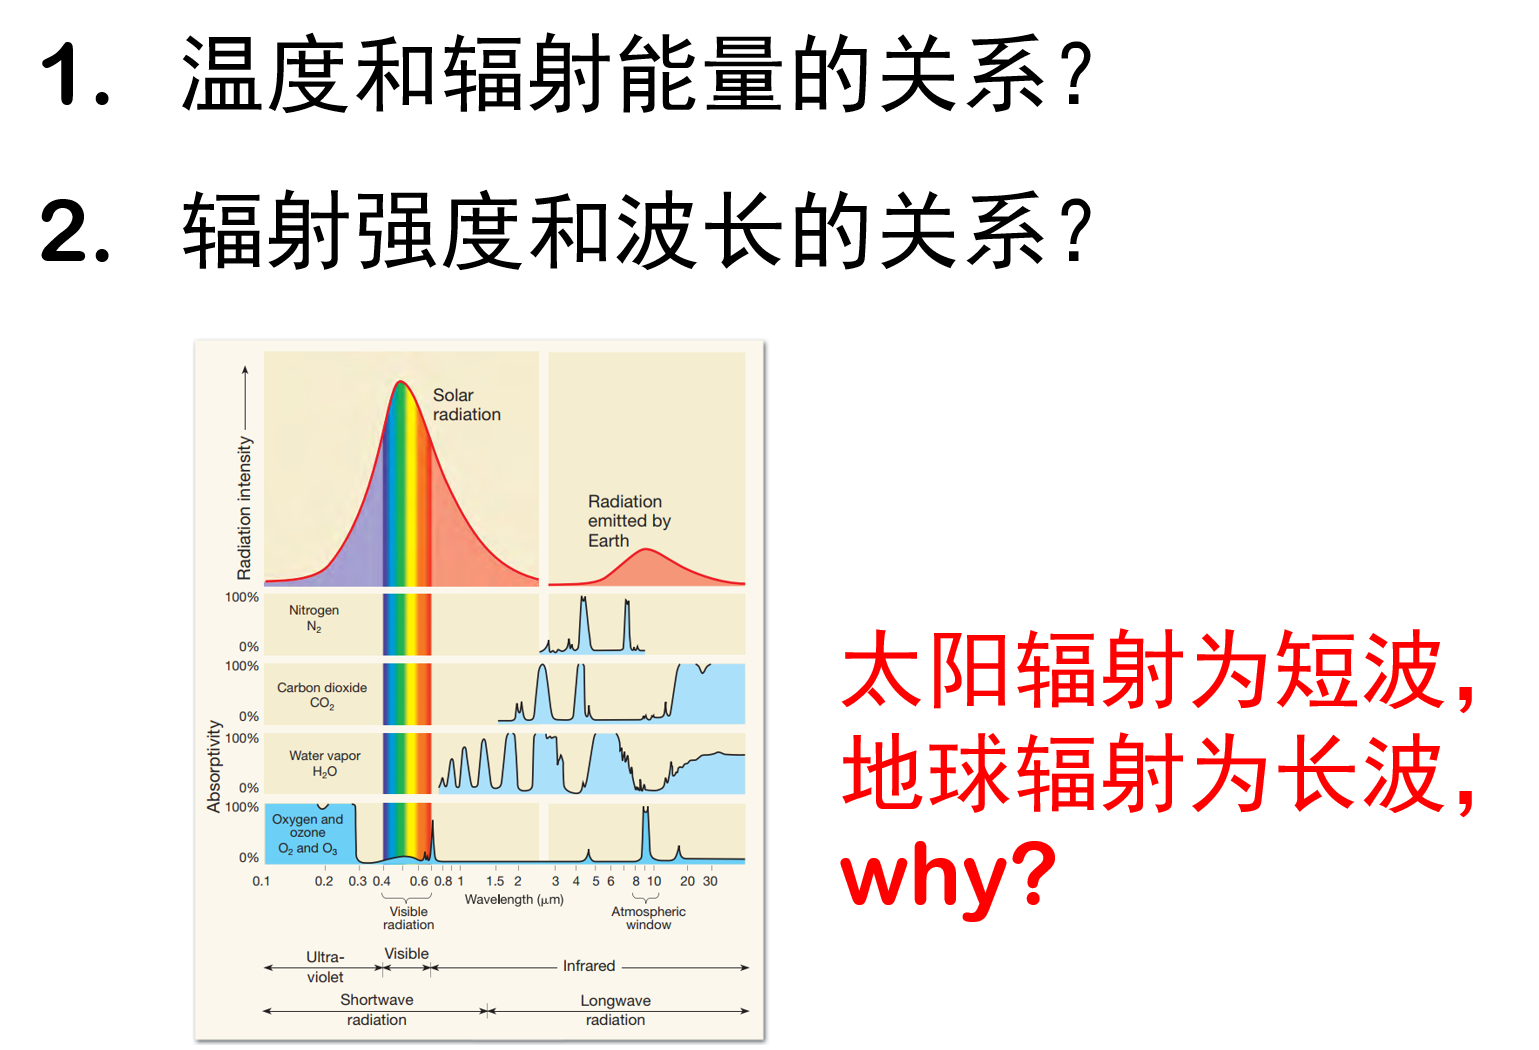 1. 温度和辐射能量的关系?
2. 辐射强度和波长的关系?
Solar
radiation
Radiation intensity
Radiation
emitted by
Earth
Absorptivity
100%
Nitrogen
N₂
0%
100%
Carbon dioxide
CO₂
0%
100%
Water vapor
H₂O
0%
100%
Oxygen and
ozone
O₂ and O₃
0%
0.1 0.2 0.3 0.4 0.6 0.8 1 1.5 2 3 4 5 6 8 10 20 30
Wavelength (μm)
Visible
radiation
Atmospheric
window
Ultra-
violet
Visible
Infrared
Shortwave
radiation
Longwave
radiation
太阳辐射为短波，
地球辐射为长波，
why?